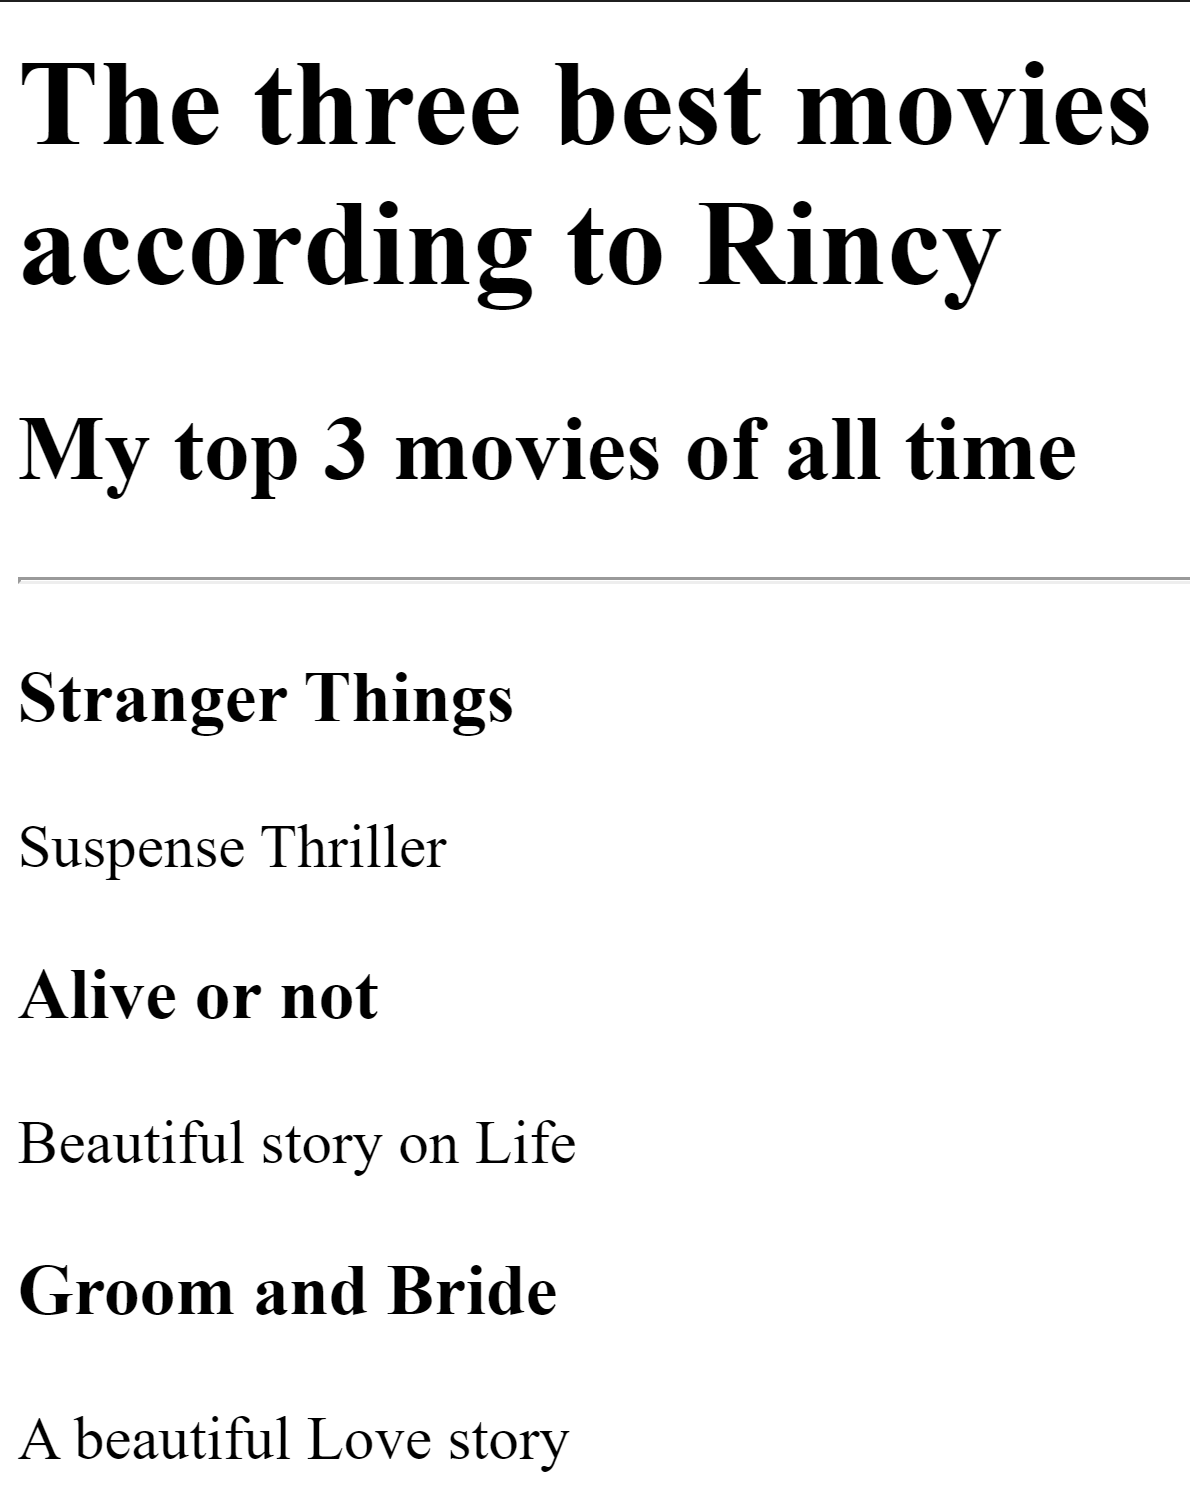 The three best movies
according to Rincy
My top 3 movies of all time
Stranger Things
Suspense Thriller
Alive or not
Beautiful story on Life
Groom and Bride
A beautiful Love story